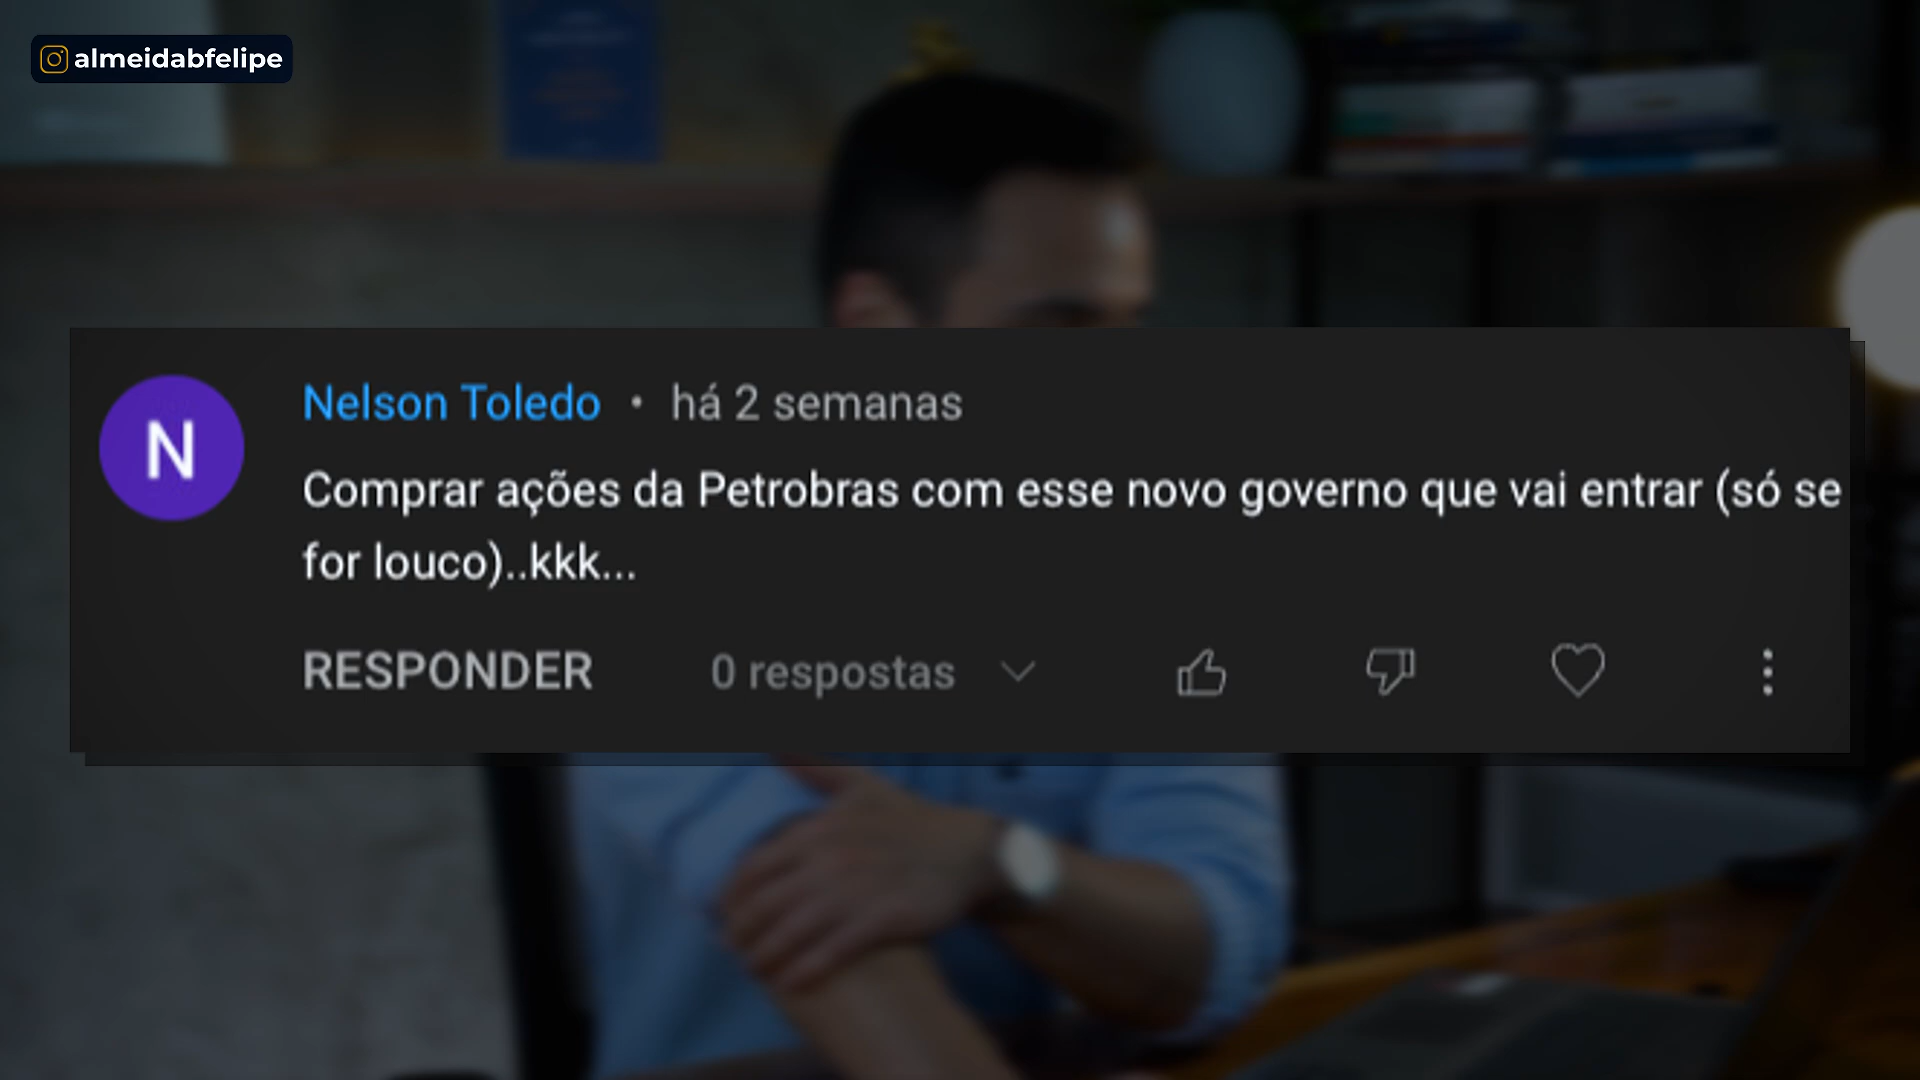 almeidabfelipe
N
Nelson Toledo • há 2 semanas
Comprar ações da Petrobras com esse novo governo que vai entrar (só se
for louco)..kkk...
RESPONDER 0 respostas